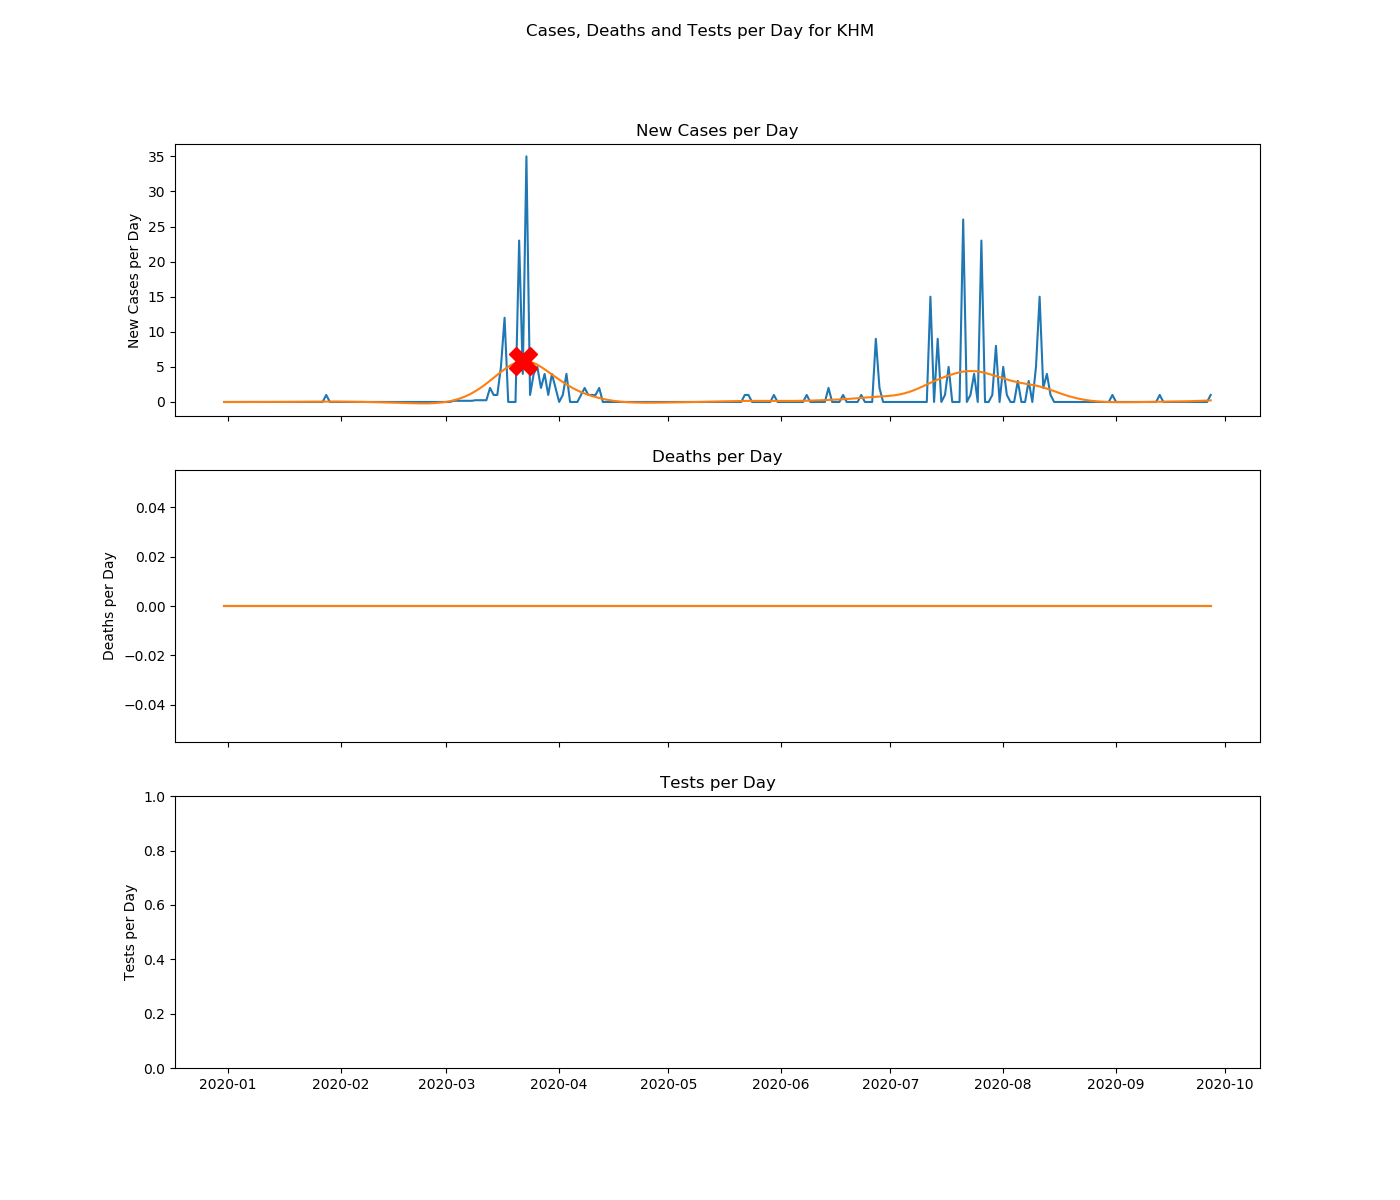 Cases, Deaths and Tests per Day for KHM
New Cases per Day
35
30
25
20
15
10
5
0
New Cases per Day
Deaths per Day
0.04
0.02
0.00
−0.02
−0.04
Deaths per Day
Tests per Day
1.0
0.8
0.6
0.4
0.2
0.0
Tests per Day
2020-01 2020-02 2020-03 2020-04 2020-05 2020-06 2020-07 2020-08 2020-09 2020-10